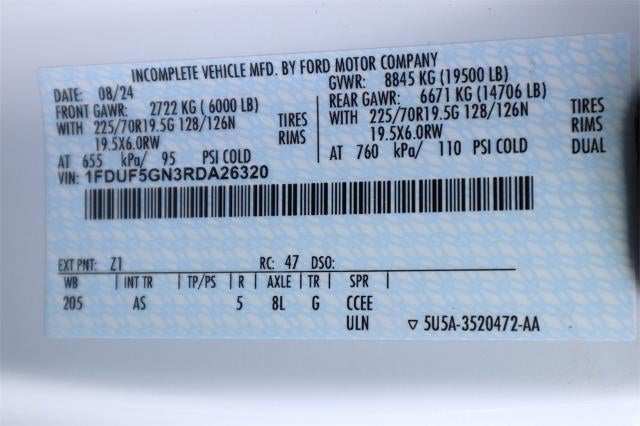 INCOMPLETE VEHICLE MFD. BY FORD MOTOR COMPANY
DATE: 08/24 GVWR: 8845 KG (19500 LB)
FRONT GAWR: 2722 KG ( 6000 LB) REAR GAWR: 6671 KG (14706 LB)
WITH 225/70R19.5G 128/126N TIRES WITH 225/70R19.5G 128/126N TIRES
19.5X6.0RW RIMS 19.5X6.0RW RIMS
AT 655 kPa/ 95 PSI COLD AT 760 kPa/ 110 PSI COLD DUAL
VIN: 1FDUF5GN3RDA26320
EXT PNT: Z1 RC: 47 DSO:
WB | INT TR | TP/PS | R | AXLE | TR | SPR
205 AS 5 8L G CCEE
ULN ▽ 5U5A-3520472-AA